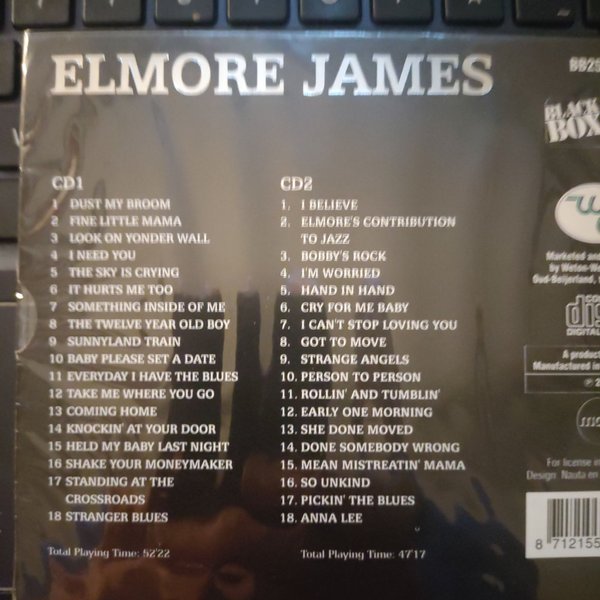 ELMORE JAMES
CD1
1 DUST MY BROOM
2 FINE LITTLE MAMA
3 LOOK ON YONDER WALL
4 I NEED YOU
5 THE SKY IS CRYING
6 IT HURTS ME TOO
7 SOMETHING INSIDE OF ME
8 THE TWELVE YEAR OLD BOY
9 SUNNYLAND TRAIN
10 BABY PLEASE SET A DATE
11 EVERYDAY I HAVE THE BLUES
12 TAKE ME WHERE YOU GO
13 COMING HOME
14 KNOCKIN' AT YOUR DOOR
15 HELD MY BABY LAST NIGHT
16 SHAKE YOUR MONEYMAKER
17 STANDING AT THE
CROSSROADS
18 STRANGER BLUES
Total Playing Time: 52'22
CD2
1. I BELIEVE
2. ELMORE'S CONTRIBUTION
TO JAZZ
3. BOBBY'S ROCK
4. I'M WORRIED
5. HAND IN HAND
6. CRY FOR ME BABY
7. I CAN'T STOP LOVING YOU
8. GOT TO MOVE
9. STRANGE ANGELS
10. PERSON TO PERSON
11. ROLLIN' AND TUMBLIN'
12. EARLY ONE MORNING
13. SHE DONE MOVED
14. DONE SOMEBODY WRONG
15. MEAN MISTREATIN' MAMA
16. SO UNKIND
17. PICKIN' THE BLUES
18. ANNA LEE
Total Playing Time: 47'17
BB29
BLACK
BOX
Marketed and
by
Oud-Beijerland,
DIGITAL
A product
Manufactured in
For license
Design: Nauta en
8 712155